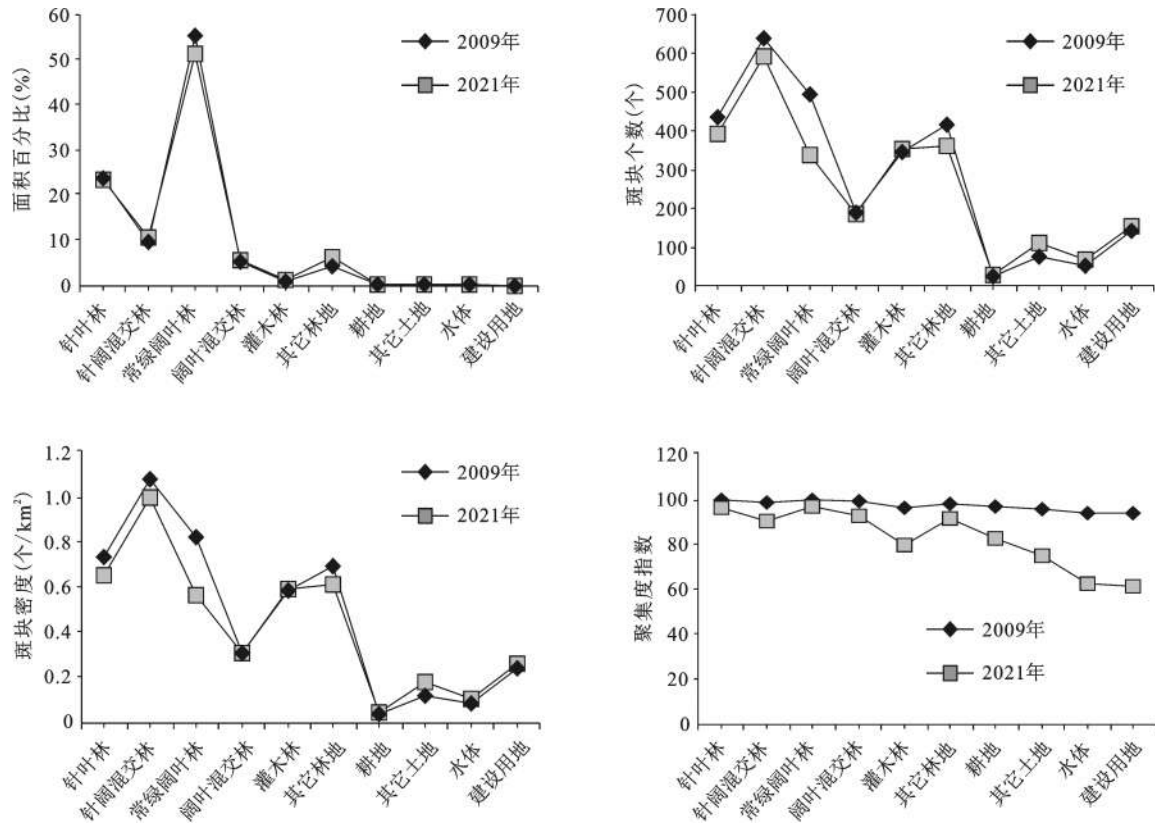 面积百分比(%)
60
50
40
30
20
10
0
2009年
2021年
针叶林
针阔混交林
常绿阔叶林
阔叶混交林
灌木林
其它林地
耕地
其它土地
水体
建设用地
斑块个数(个)
700
600
500
400
300
200
100
0
2009年
2021年
针叶林
针阔混交林
常绿阔叶林
阔叶混交林
灌木林
其它林地
耕地
其它土地
水体
建设用地
斑块密度(个/km²)
1.2
1.0
0.8
0.6
0.4
0.2
0
2009年
2021年
针叶林
针阔混交林
常绿阔叶林
阔叶混交林
灌木林
其它林地
耕地
其它土地
水体
建设用地
聚集度指数
120
100
80
60
40
20
0
2009年
2021年
针叶林
针阔混交林
常绿阔叶林
阔叶混交林
灌木林
其它林地
耕地
其它土地
水体
建设用地